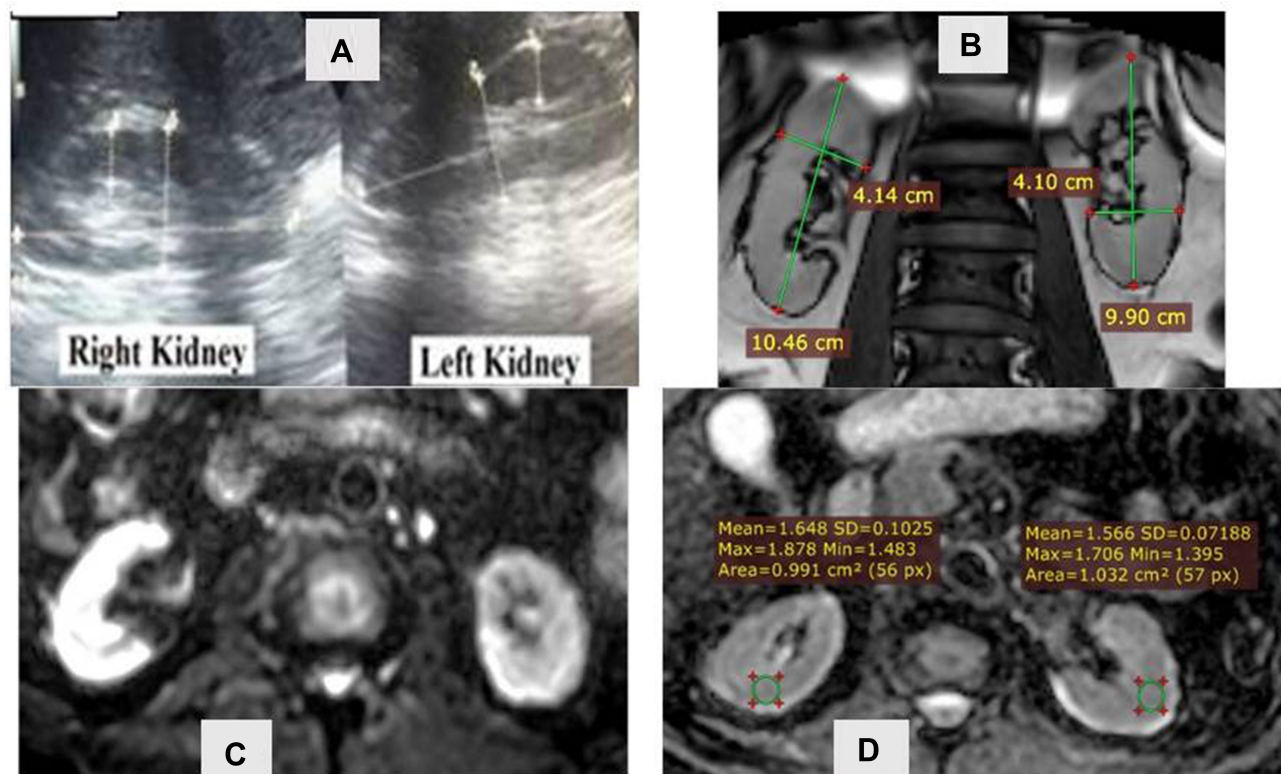 A
Right Kidney
Left Kidney
B
4.14 cm
4.10 cm
10.46 cm
9.90 cm
C
Mean=1.648 SD=0.1025
Max=1.878 Min=1.483
Area=0.991 cm² (56 px)
Mean=1.566 SD=0.07188
Max=1.706 Min=1.395
Area=1.032 cm² (57 px)
D